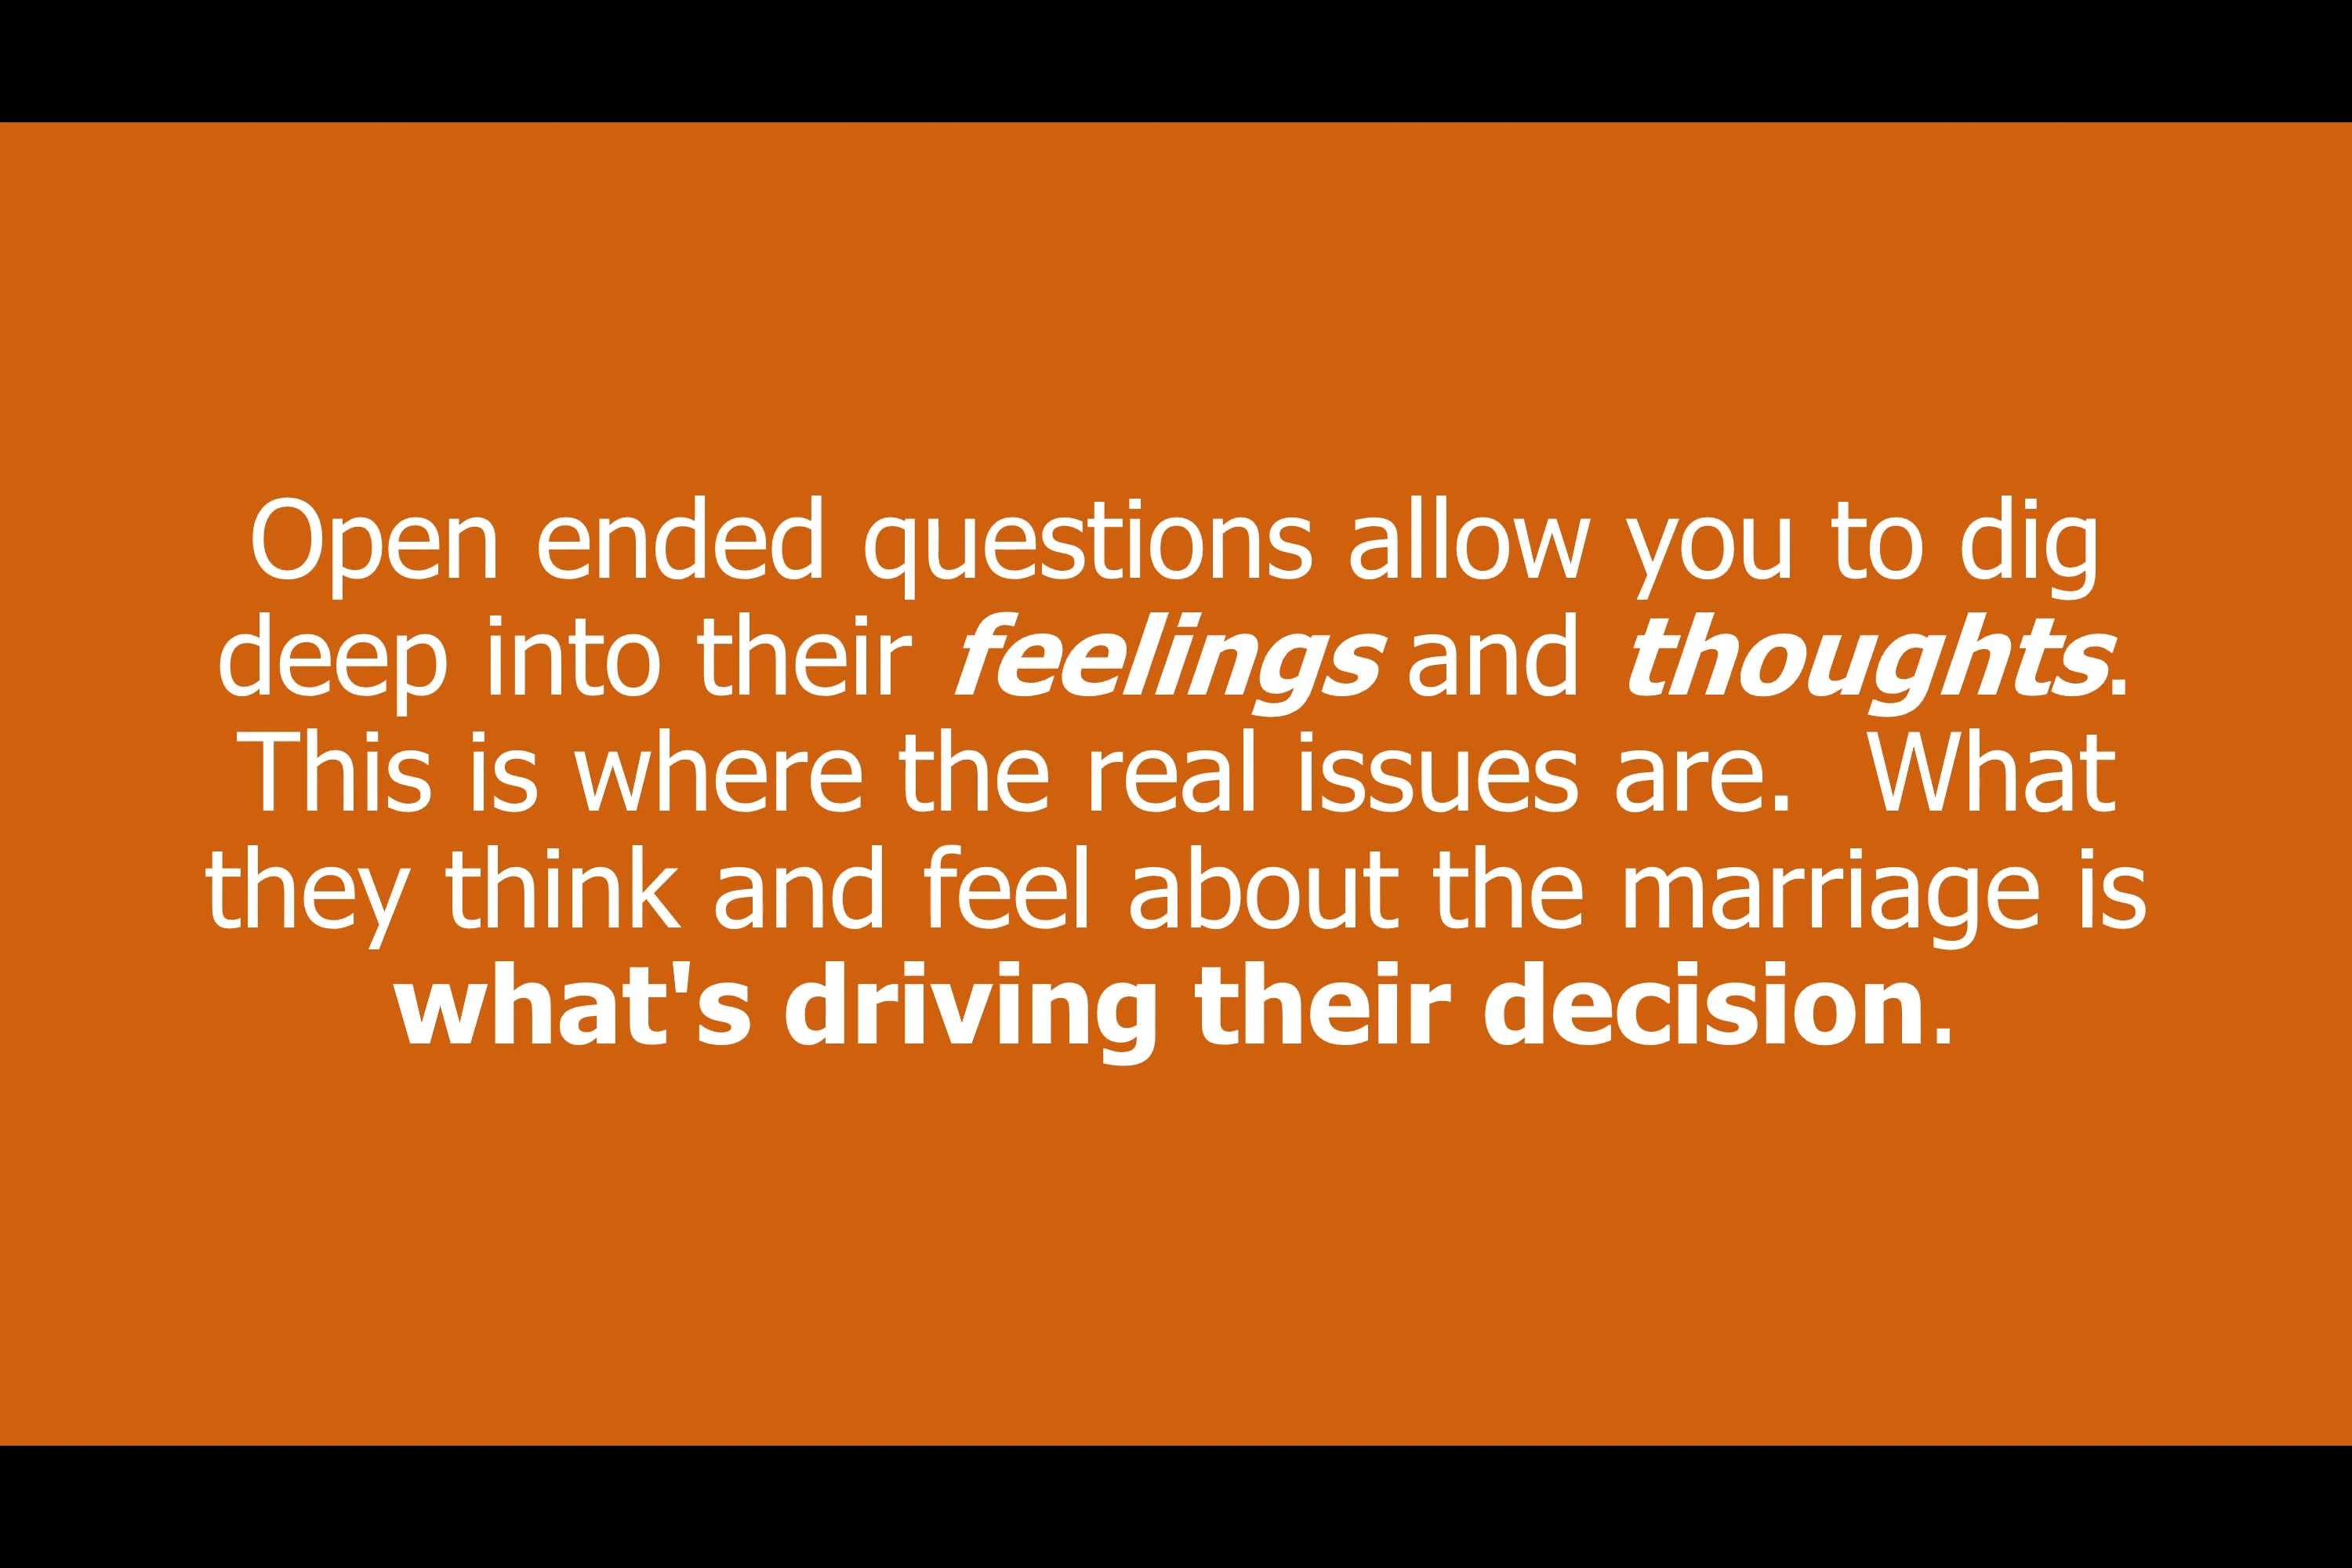 Open ended questions allow you to dig
deep into their feelings and thoughts.
This is where the real issues are.  What
they think and feel about the marriage is
what's driving their decision.